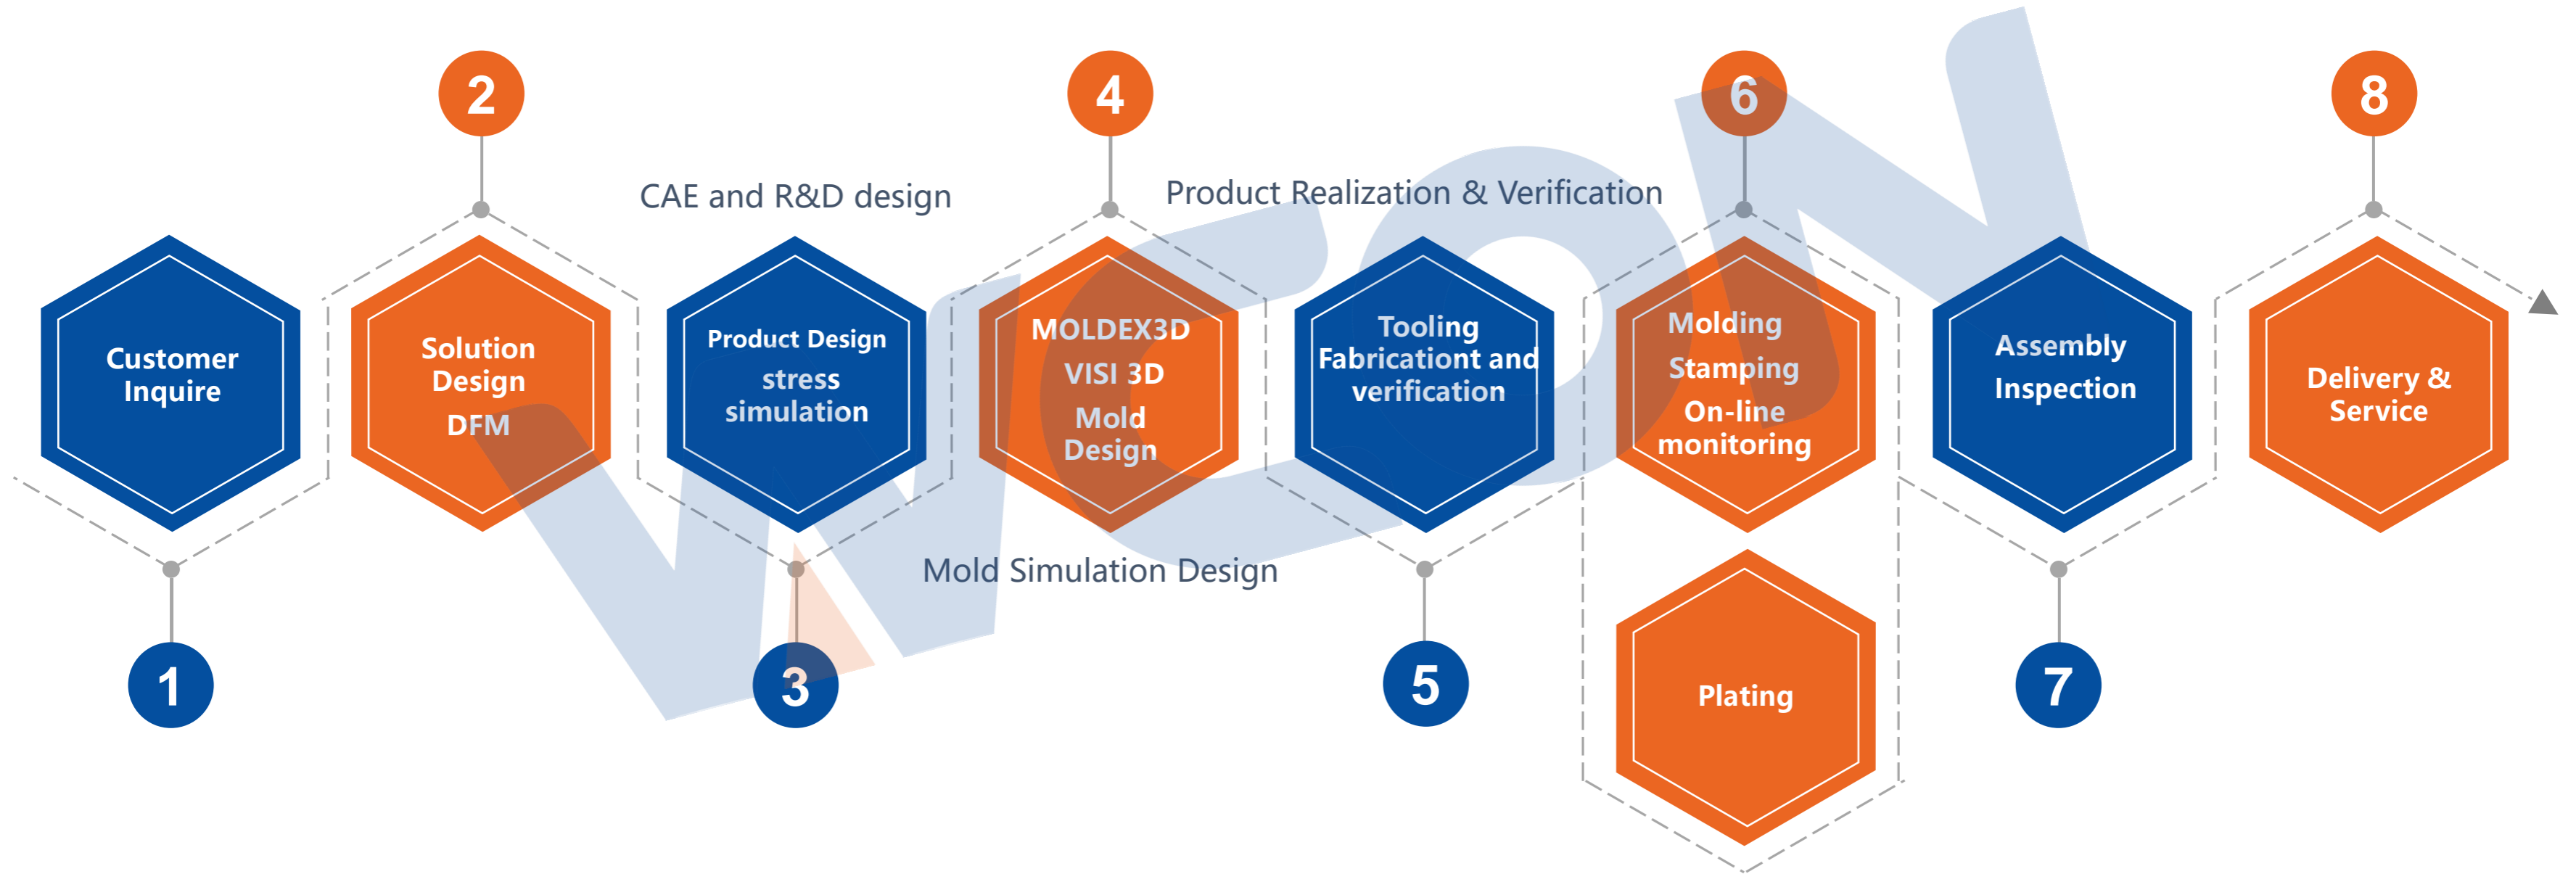 2
4
6
8
CAE and R&D design
Product Realization & Verification
Customer
Inquire
Solution
Design
DFM
Product Design
stress
simulation
MOLDEX3D
VISI 3D
Mold
Design
Tooling
Fabricationt and
verification
Molding
Stamping
On-line
monitoring
Assembly
Inspection
Delivery &
Service
Mold Simulation Design
Plating
1
3
5
7
WCON